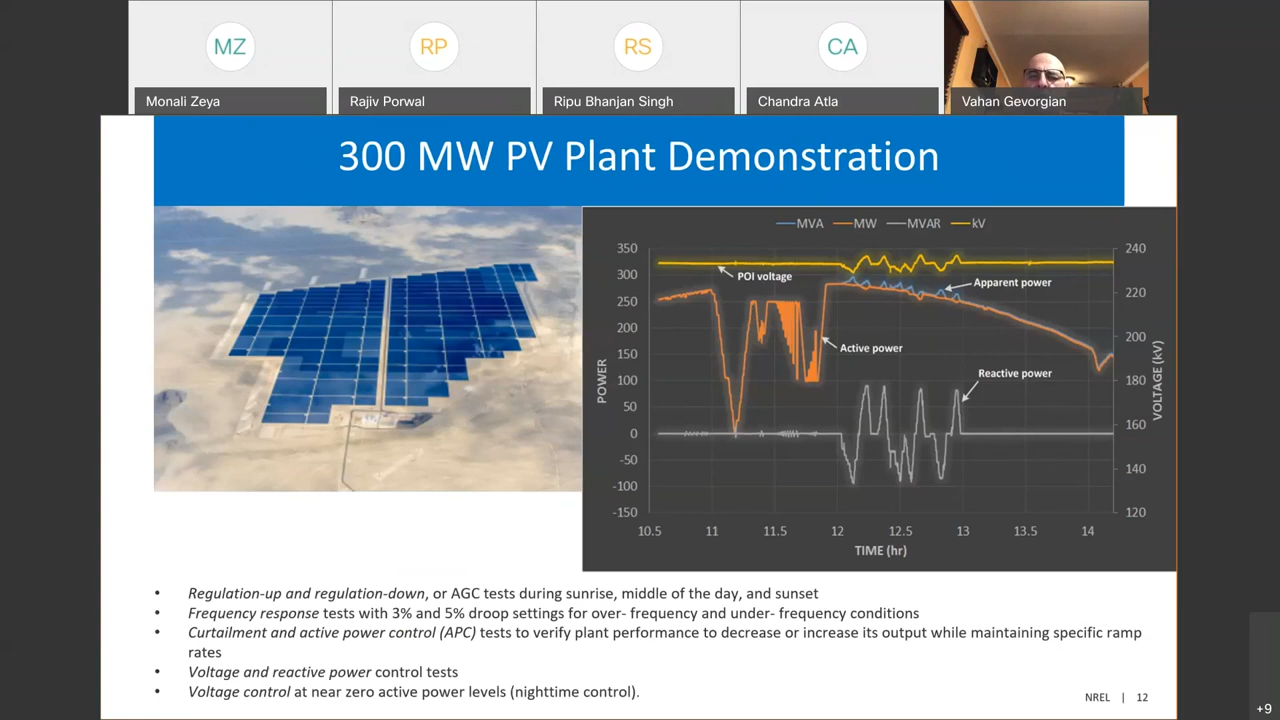 MZ
RP
RS
CA
Monali Zeya
Rajiv Porwal
Ripu Bhanjan Singh
Chandra Atla
Vahan Gevorgian
300 MW PV Plant Demonstration
MVA
MW
MVAR
kV
350
300
250
200
150
100
50
0
-50
-100
-150
POWER
240
220
200
180
160
140
120
VOLTAGE (kV)
POI voltage
Apparent power
Active power
Reactive power
10.5
11
11.5
12
12.5
13
13.5
14
TIME (hr)
• Regulation-up and regulation-down, or AGC tests during sunrise, middle of the day, and sunset
• Frequency response tests with 3% and 5% droop settings for over- frequency and under- frequency conditions
• Curtailment and active power control (APC) tests to verify plant performance to decrease or increase its output while maintaining specific ramp
rates
• Voltage and reactive power control tests
• Voltage control at near zero active power levels (nighttime control).
NREL | 12
+9